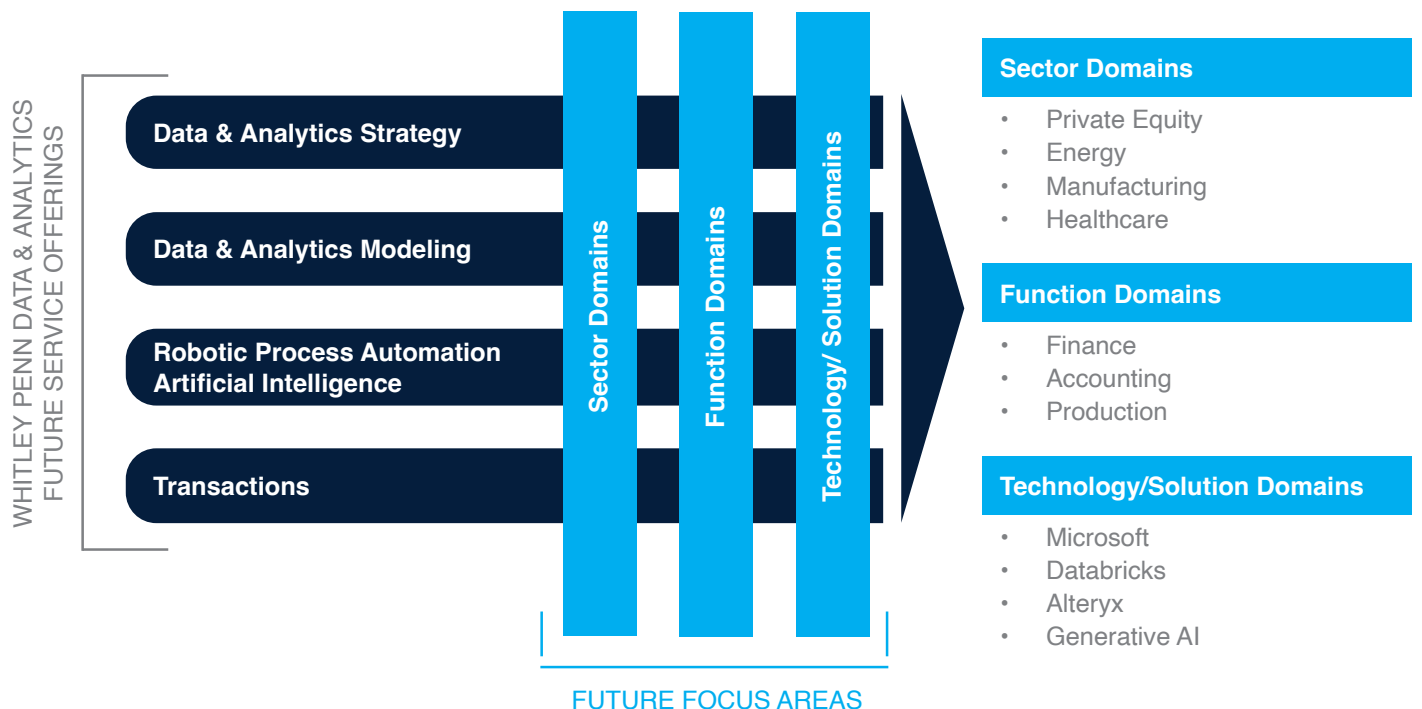 WHITLEY PENN DATA & ANALYTICS
FUTURE SERVICE OFFERINGS
Data & Analytics Strategy
Data & Analytics Modeling
Robotic Process Automation
Artificial Intelligence
Transactions
Sector Domains
Function Domains
Technology/ Solution Domains
FUTURE FOCUS AREAS
Sector Domains
• Private Equity
• Energy
• Manufacturing
• Healthcare
Function Domains
• Finance
• Accounting
• Production
Technology/Solution Domains
• Microsoft
• Databricks
• Alteryx
• Generative AI